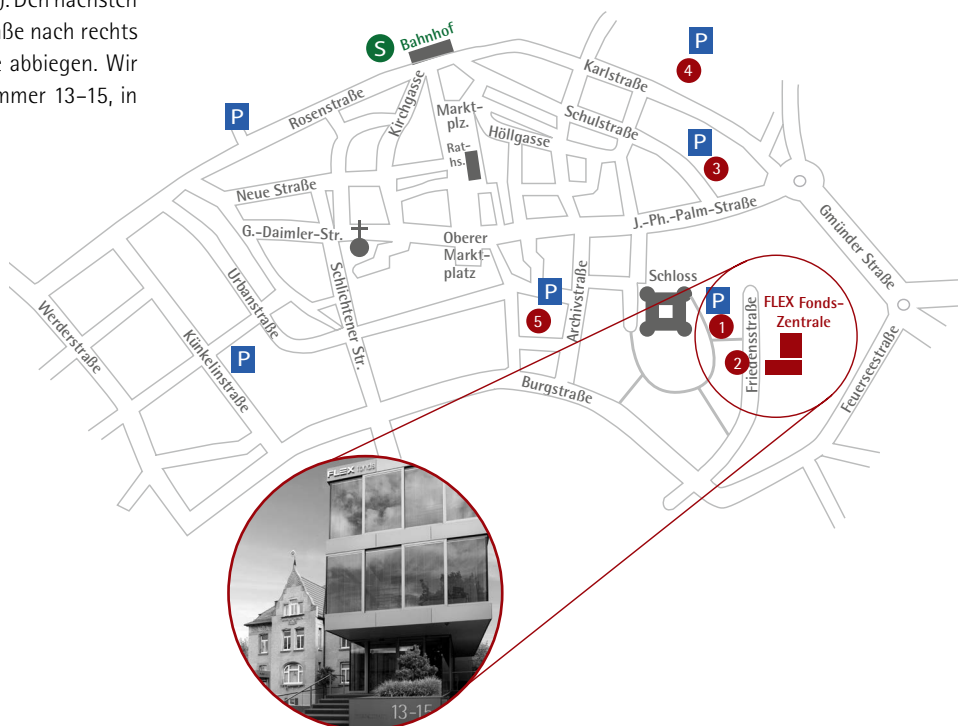 ). Den nächsten
ße nach rechts
e abbiegen. Wir
mmer 13–15, in
S Bahnhof
P
4
Karlstraße
Rosenstraße
P
Kirchgasse
Markt-
plz.
Schulstraße
Höllgasse
P
3
Rat-
hs.
Neue Straße
G.-Daimler-Str.
Oberer
Markt-
platz
J.-Ph.-Palm-Straße
Gmünder Straße
Urbanstraße
Schlichtener Str.
Archivstraße
Schloss
P
5
P
1
2
Friedensstraße
FLEX Fonds-
Zentrale
Werderstraße
Künkelinstraße
P
Burgstraße
Feuerseestraße
FLEX fonds
13-15